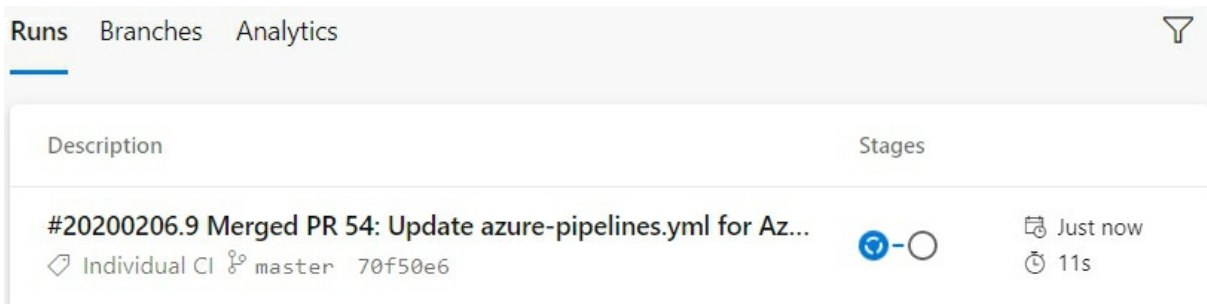 Runs Branches Analytics
Description Stages
#20200206.9 Merged PR 54: Update azure-pipelines.yml for Az...
Just now
Individual CI master 70f50e6
11s